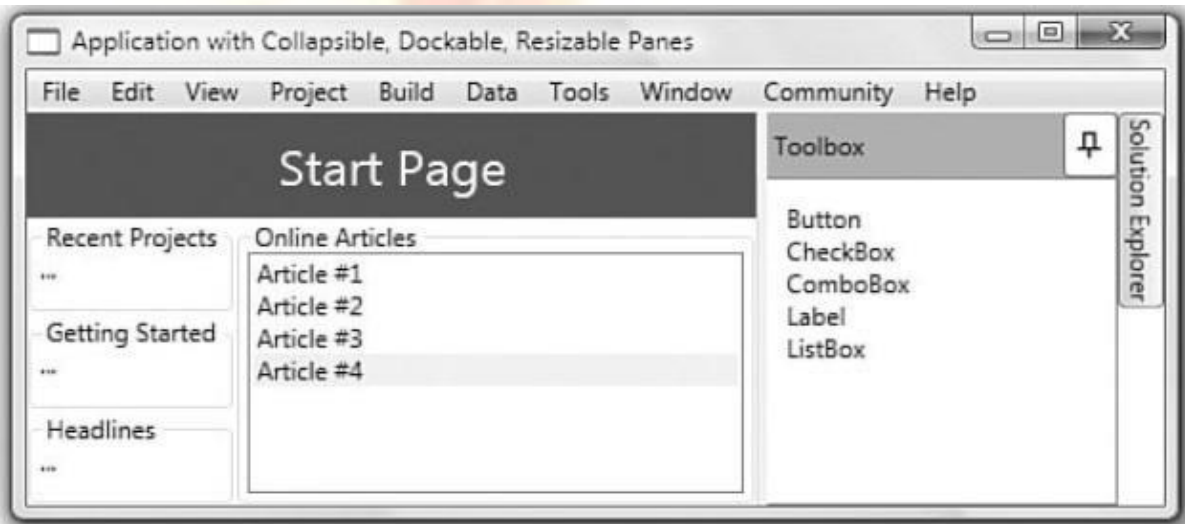 Application with Collapsible, Dockable, Resizable Panes
File Edit View Project Build Data Tools Window Community Help
Start Page
Recent Projects
...
Getting Started
...
Headlines
...
Online Articles
Article #1
Article #2
Article #3
Article #4
Toolbox
Button
CheckBox
ComboBox
Label
ListBox
Solution Explorer